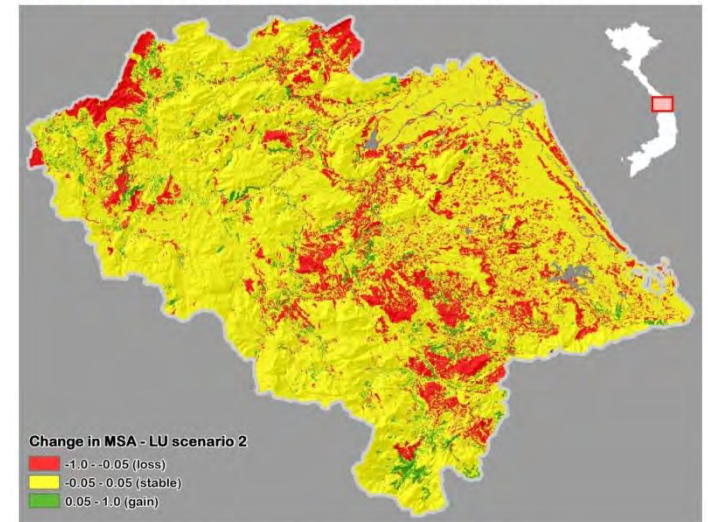 Change in MSA - LU scenario 2
-1.0 - -0.05 (loss)
-0.05 - 0.05 (stable)
0.05 - 1.0 (gain)